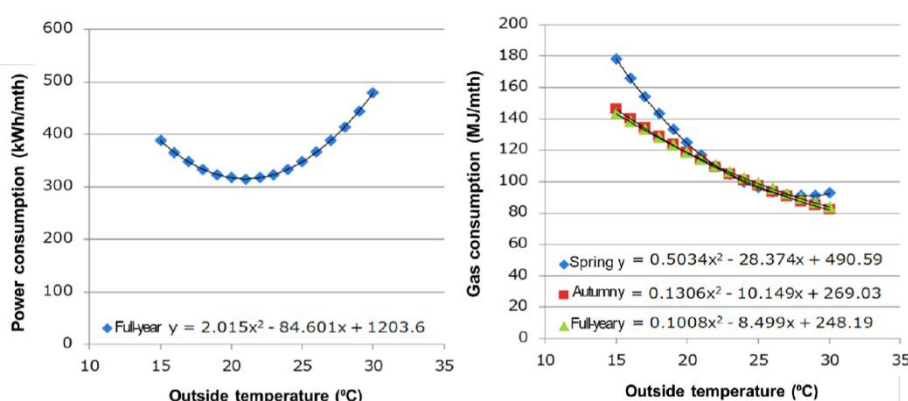 Power consumption (kWh/mth)
600
500
400
300
200
100
0
Full-year y = 2.015x² - 84.601x + 1203.6
10 15 20 25 30 35
Outside temperature (ºC)
Gas consumption (MJ/mth)
200
180
160
140
120
100
80
60
40
20
0
Spring y = 0.5034x² - 28.374x + 490.59
Autumn y = 0.1306x² - 10.149x + 269.03
Full-year y = 0.1008x² - 8.499x + 248.19
10 15 20 25 30 35
Outside temperature (ºC)